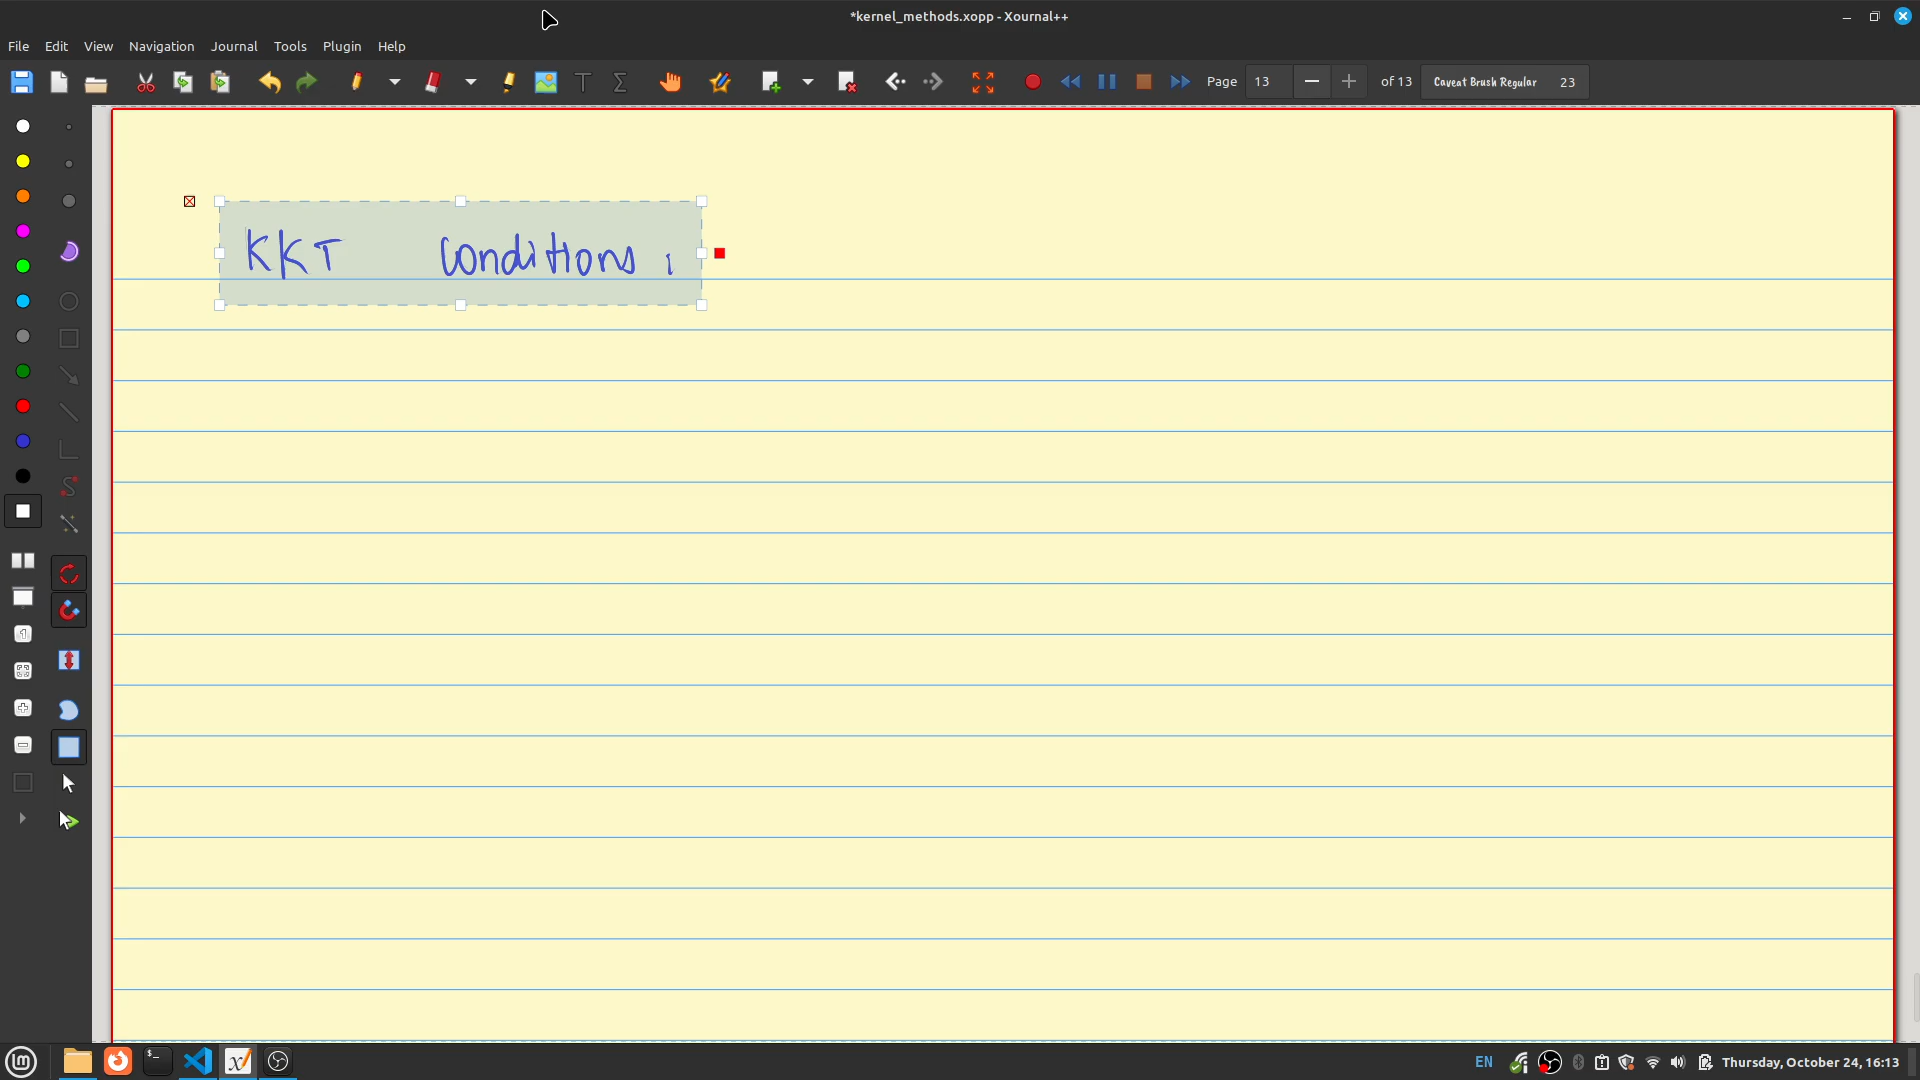 *kernel_methods.xopp - Xournal++
File Edit View Navigation Journal Tools Plugin Help
Page 13 of 13 Caveat Brush Regular 23
KKT Conditions :
EN Thursday, October 24, 16:13